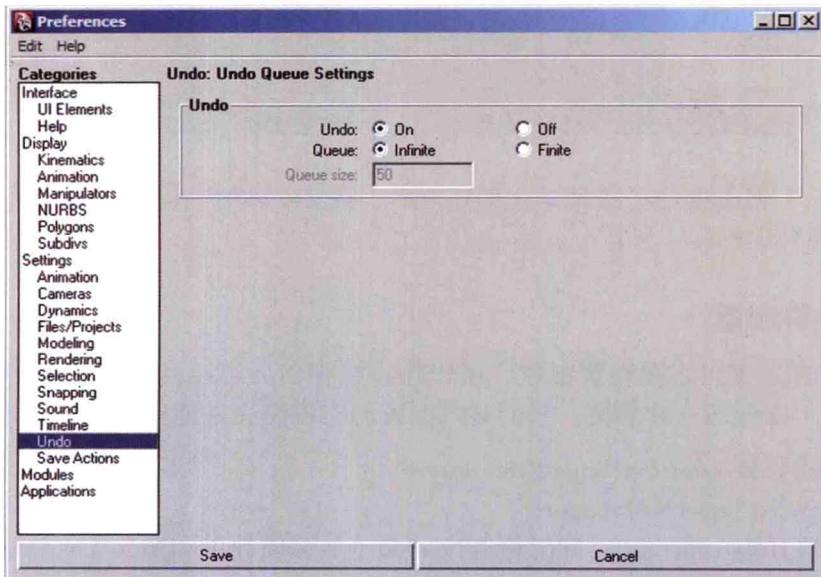 Preferences
Edit Help
Categories
Interface
UI Elements
Help
Display
Kinematics
Animation
Manipulators
NURBS
Polygons
Subdivs
Settings
Animation
Cameras
Dynamics
Files/Projects
Modeling
Rendering
Selection
Snapping
Sound
Timeline
Undo
Save Actions
Modules
Applications
Undo: Undo Queue Settings
Undo
Undo: On Off
Queue: Infinite Finite
Queue size: 50
Save Cancel